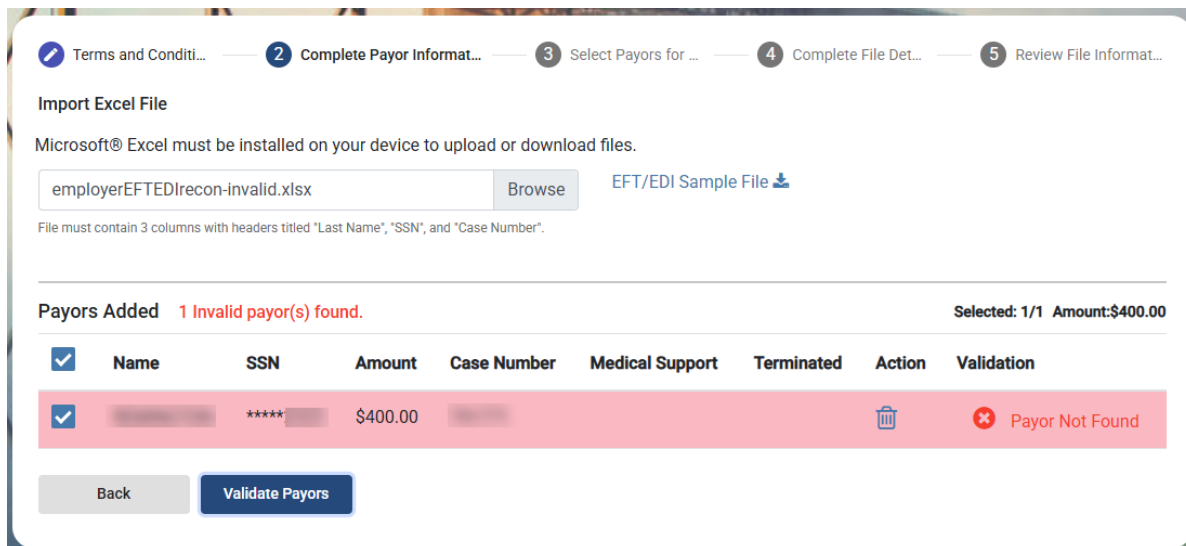 Terms and Conditi... 2 Complete Payor Informat... 3 Select Payors for ... 4 Complete File Det... 5 Review File Informat...
Import Excel File
Microsoft® Excel must be installed on your device to upload or download files.
employerEFTEDIrecon-invalid.xlsx Browse EFT/EDI Sample File
File must contain 3 columns with headers titled "Last Name", "SSN", and "Case Number".
Payors Added 1 Invalid payor(s) found. Selected: 1/1 Amount:$400.00
Name SSN Amount Case Number Medical Support Terminated Action Validation
***** $400.00 Payor Not Found
Back Validate Payors